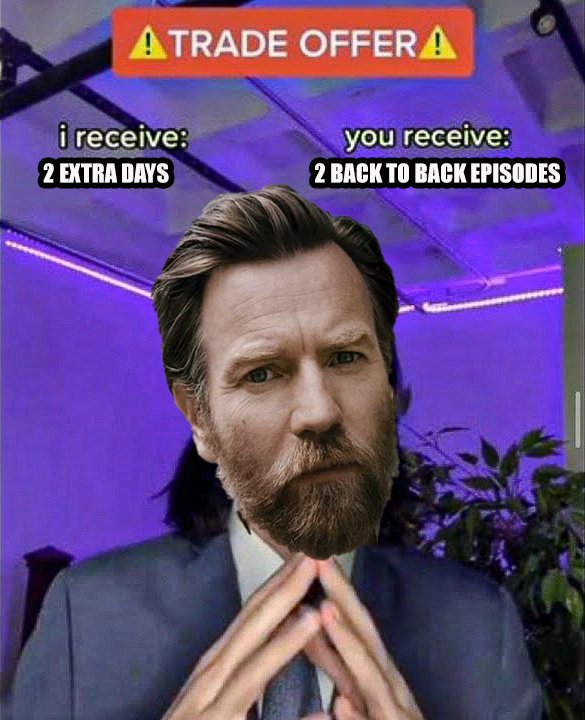 ⚠TRADE OFFER⚠
i receive:
you receive:
2 EXTRA DAYS
2 BACK TO BACK EPISODES